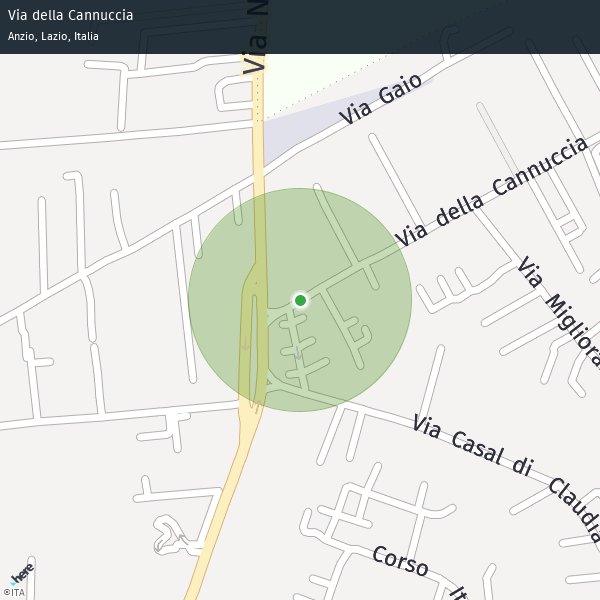 Via della Cannuccia
Anzio, Lazio, Italia
Via N
Via Gaio
Via della Cannuccia
Via Migliora
Via Casal di Claudia
Corso It
here
©ITA